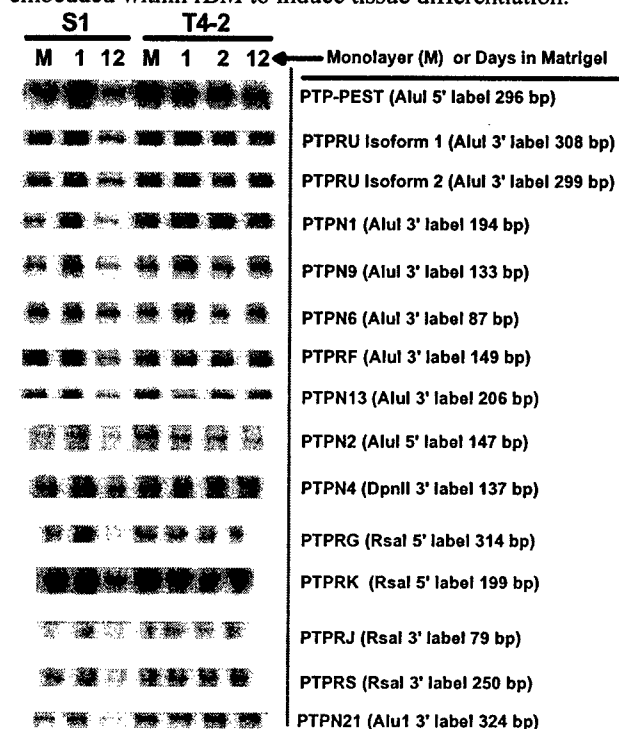 embedded within rBM to induce tissue differentiation.
S1 T4-2
M 1 12 M 1 2 12 Monolayer (M) or Days in Matrigel
PTP-PEST (AluI 5' label 296 bp)
PTPRU Isoform 1 (AluI 3' label 308 bp)
PTPRU Isoform 2 (AluI 3' label 299 bp)
PTPN1 (AluI 3' label 194 bp)
PTPN9 (AluI 3' label 133 bp)
PTPN6 (AluI 3' label 87 bp)
PTPRF (AluI 3' label 149 bp)
PTPN13 (AluI 3' label 206 bp)
PTPN2 (AluI 5' label 147 bp)
PTPN4 (DpnII 3' label 137 bp)
PTPRG (RsaI 5' label 314 bp)
PTPRK (RsaI 5' label 199 bp)
PTPRJ (RsaI 3' label 79 bp)
PTPRS (RsaI 3' label 250 bp)
PTPN21 (Alu1 3' label 324 bp)